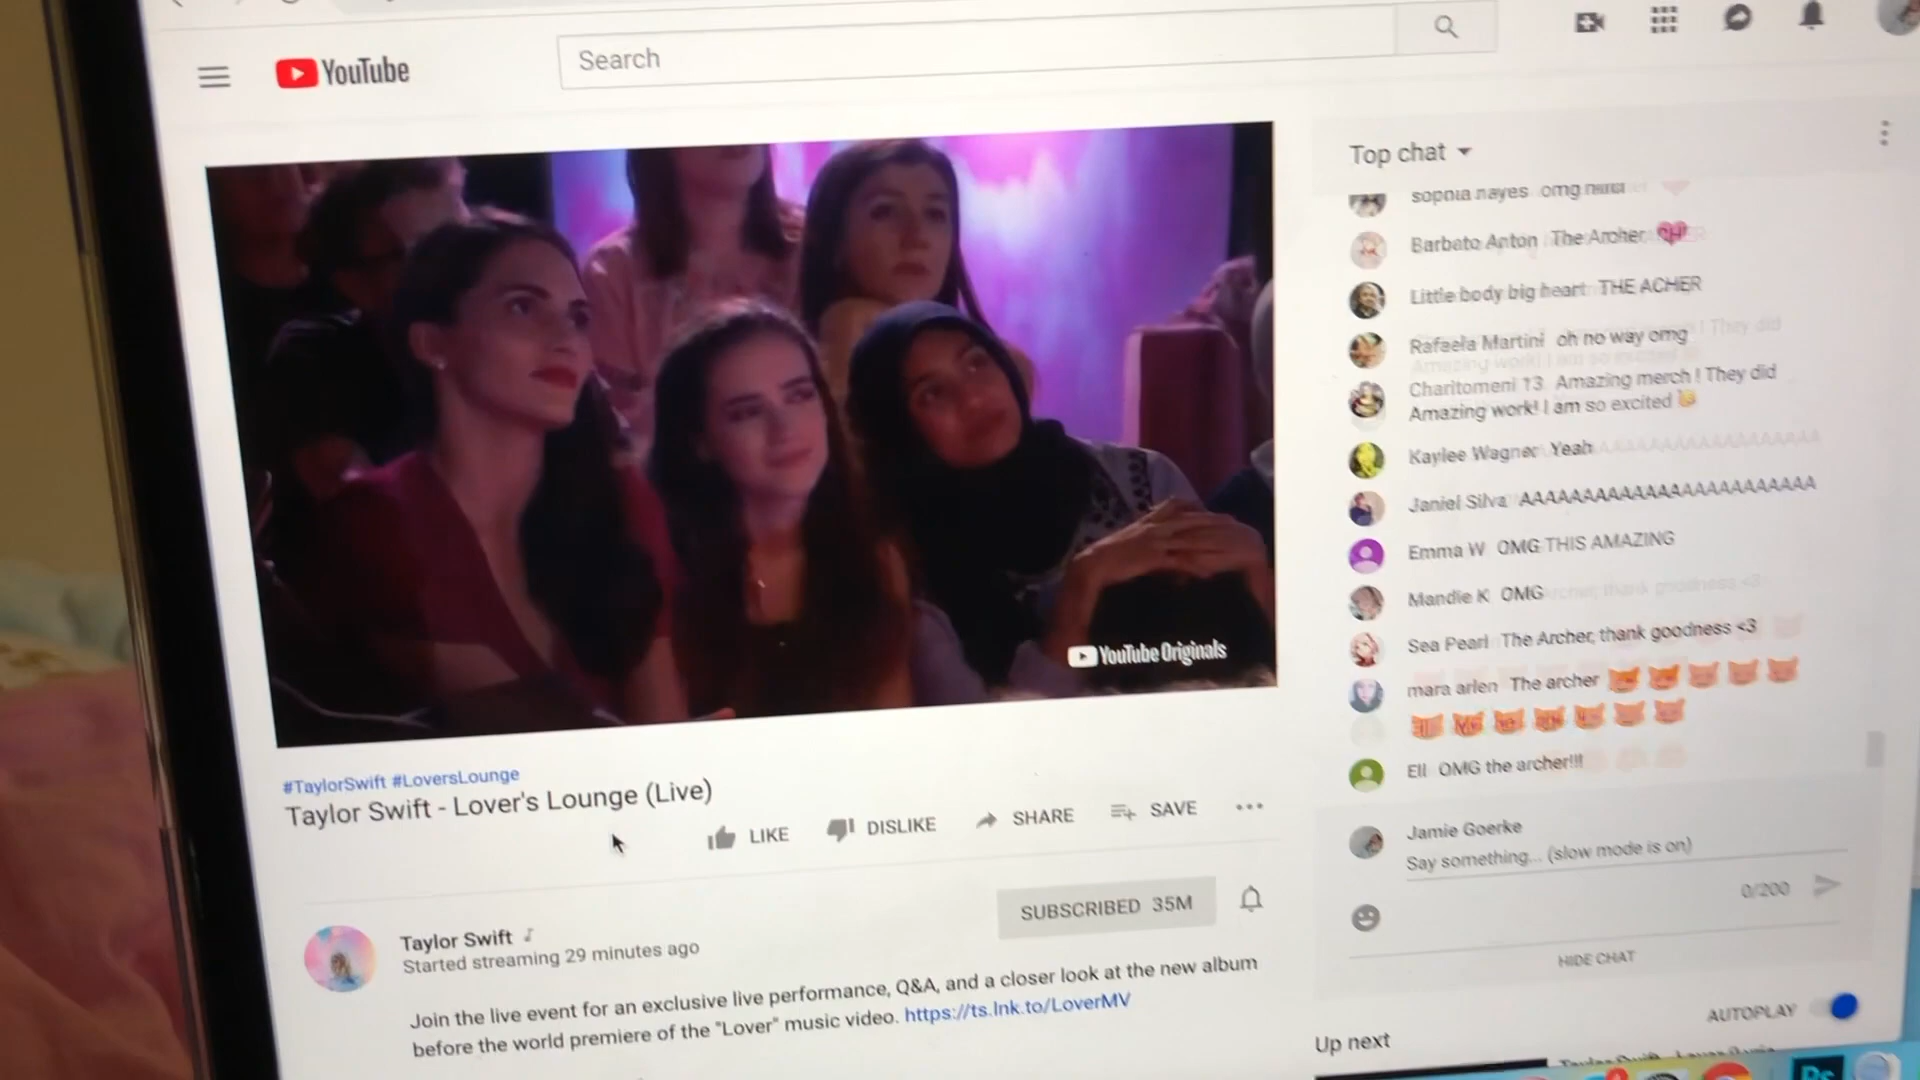 YouTube
Search
Top chat
sophia hayes omg
Barbato Anton The Archer
Little body big heart THE ACHER
Rafaela Martini oh no way omg
Charitomeni 13 Amazing merch ! They did
Amazing work! I am so excited
Kaylee Wagner Yeah
Janiel Silva AAAAAAAAAAAAAAAAAAAAAAAA
Emma W OMG THIS AMAZING
Mandie K OMG
Sea Pearl The Archer, thank goodness <3
mara arlen The archer
Ell OMG the archer!!!
Jamie Goerke
Say something... (slow mode is on)
0/200
HIDE CHAT
AUTOPLAY
Up next
YouTube Originals
#TaylorSwift #LoversLounge
Taylor Swift - Lover's Lounge (Live)
LIKE DISLIKE SHARE SAVE
SUBSCRIBED 35M
Taylor Swift
Started streaming 29 minutes ago
Join the live event for an exclusive live performance, Q&A, and a closer look at the new album
before the world premiere of the "Lover" music video. https://ts.lnk.to/LoverMV
Ps